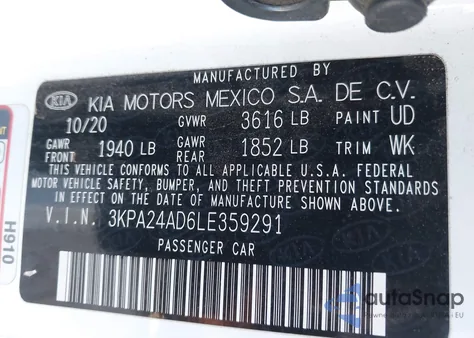 MANUFACTURED BY
KIA KIA MOTORS MEXICO S.A. DE C.V.
10/20 GVWR 3616 LB PAINT UD
GAWR FRONT 1940 LB GAWR REAR 1852 LB TRIM WK
THIS VEHICLE CONFORMS TO ALL APPLICABLE U.S.A. FEDERAL
MOTOR VEHICLE SAFETY, BUMPER, AND THEFT PREVENTION STANDARDS
IN EFFECT ON THE DATE OF MANUFACTURE SHOWN ABOVE.
V.I.N. 3KPA24AD6LE359291
PASSENGER CAR
H910
autoSnap